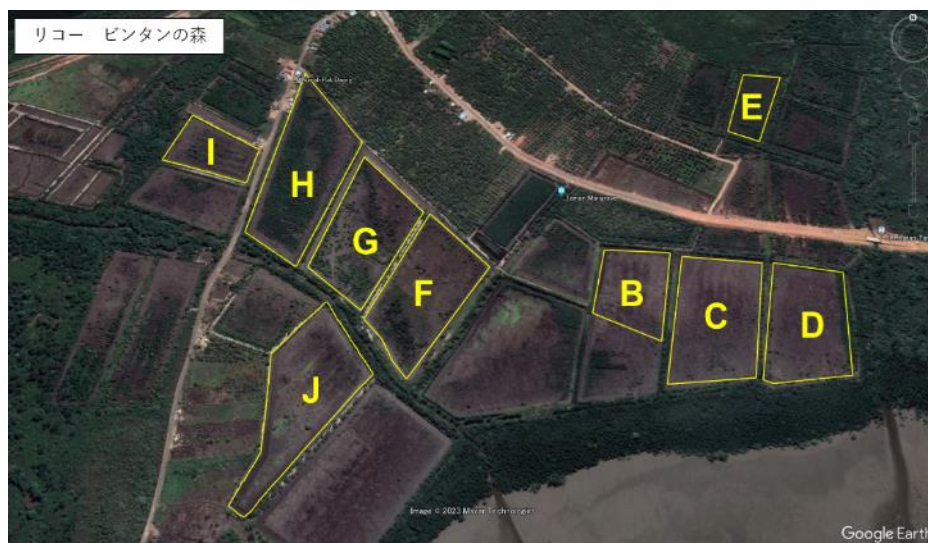 リコー　ビンタンの森
E
I
H
G
F
B
C
D
J
Image © 2023 Maxar Technologies
Google Earth